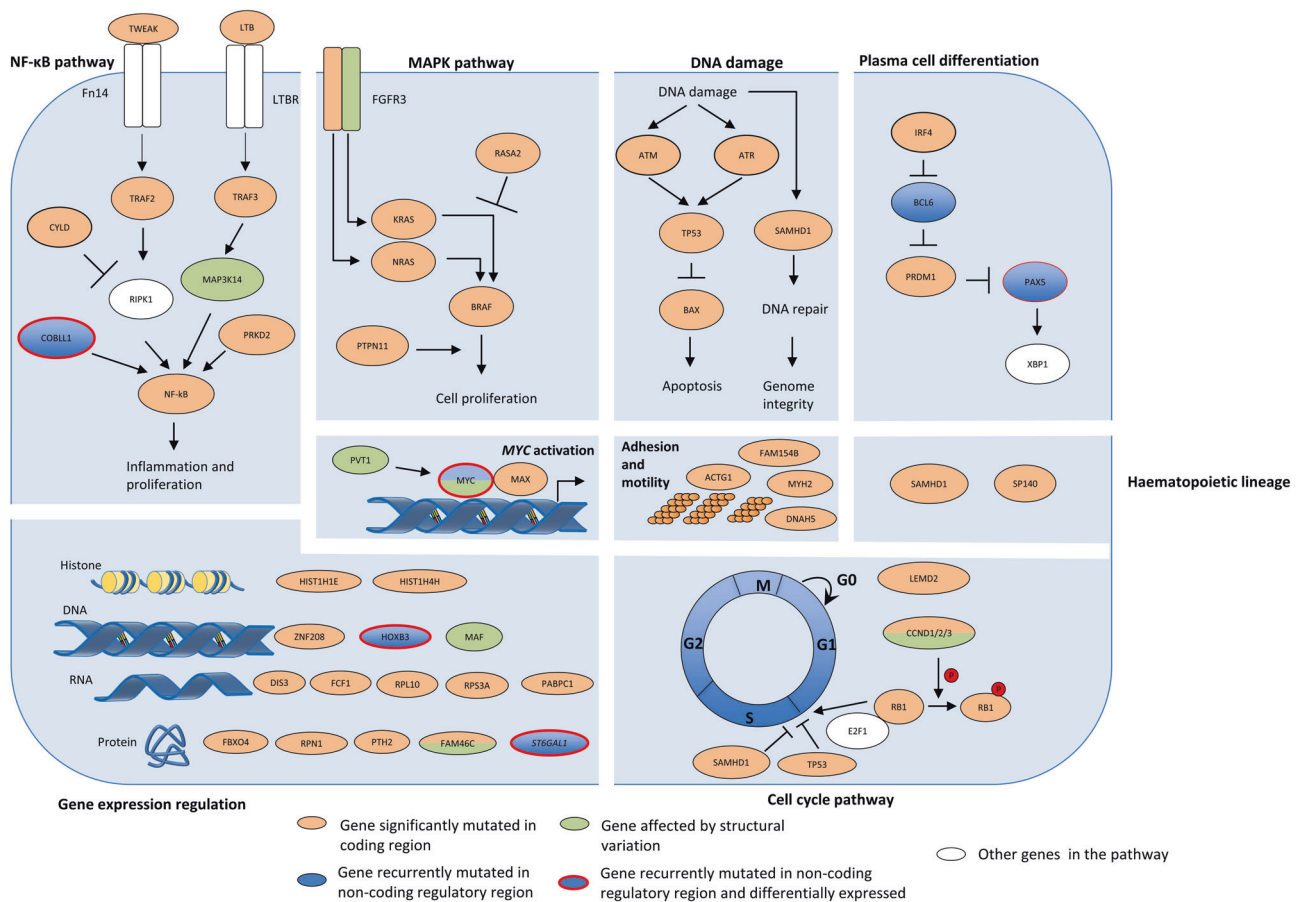 NF-κB pathway
TWEAK
LTB
Fn14
LTBR
TRAF2
TRAF3
CYLD
MAP3K14
RIPK1
COBLL1
PRKD2
NF-kB
Inflammation and
proliferation
MAPK pathway
FGFR3
RASA2
KRAS
NRAS
BRAF
PTPN11
Cell proliferation
DNA damage
DNA damage
ATM
ATR
TP53
SAMHD1
BAX
DNA repair
Apoptosis
Genome
integrity
Plasma cell differentiation
IRF4
BCL6
PRDM1
PAX5
XBP1
MYC activation
PVT1
MYC
MAX
Adhesion
and
motility
FAM154B
ACTG1
MYH2
DNAH5
SAMHD1
SP140
Haematopoietic lineage
Histone
HIST1H1E
HIST1H4H
DNA
ZNF208
HOXB3
MAF
RNA
DIS3
FCF1
RPL10
RPS3A
PABPC1
Protein
FBXO4
RPN1
PTH2
FAM46C
ST6GAL1
Gene expression regulation
M
G0
G1
G2
S
LEMD2
CCND1/2/3
P
P
RB1
RB1
E2F1
SAMHD1
TP53
Cell cycle pathway
Gene significantly mutated in
coding region
Gene affected by structural
variation
Other genes in the pathway
Gene recurrently mutated in
non-coding regulatory region
Gene recurrently mutated in non-coding
regulatory region and differentially expressed